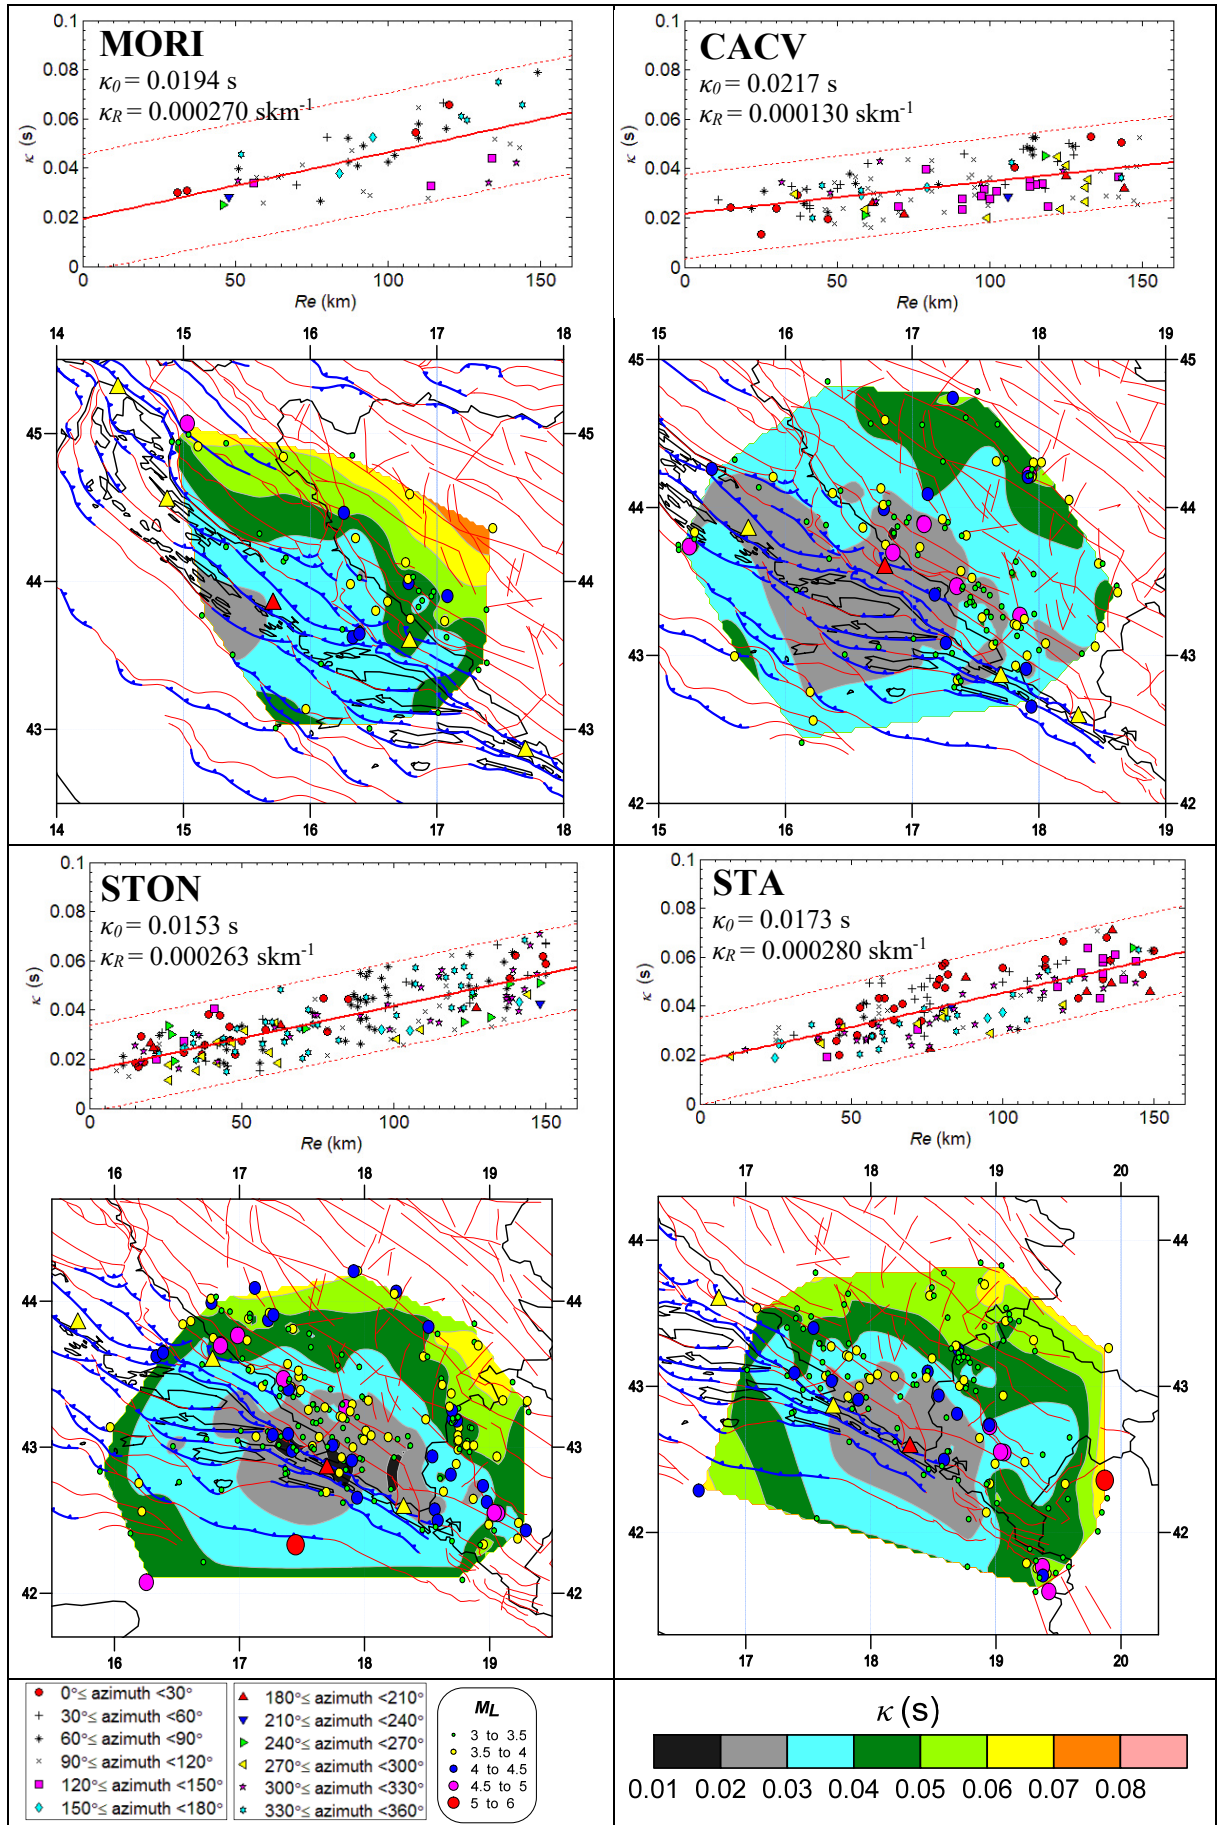 MORI
κ0 = 0.0194 s
κR = 0.000270 skm-1
0.1
0.08
0.06
0.04
0.02
0
κ (s)
0 50 100 150
Re (km)
14 15 16 17 18
45 45
44 44
43 43
14 15 16 17 18
CACV
κ0 = 0.0217 s
κR = 0.000130 skm-1
0.1
0.08
0.06
0.04
0.02
0
κ (s)
0 50 100 150
Re (km)
15 16 17 18 19
45 45
44 44
43 43
42 42
15 16 17 18 19
STON
κ0 = 0.0153 s
κR = 0.000263 skm-1
0.1
0.08
0.06
0.04
0.02
0
κ (s)
0 50 100 150
Re (km)
16 17 18 19
44 44
43 43
42 42
16 17 18 19
STA
κ0 = 0.0173 s
κR = 0.000280 skm-1
0.1
0.08
0.06
0.04
0.02
0
κ (s)
0 50 100 150
Re (km)
17 18 19 20
44 44
43 43
42 42
17 18 19 20
0°≤ azimuth <30°
30°≤ azimuth <60°
60°≤ azimuth <90°
90°≤ azimuth <120°
120°≤ azimuth <150°
150°≤ azimuth <180°
180°≤ azimuth <210°
210°≤ azimuth <240°
240°≤ azimuth <270°
270°≤ azimuth <300°
300°≤ azimuth <330°
330°≤ azimuth <360°
ML
3 to 3.5
3.5 to 4
4 to 4.5
4.5 to 5
5 to 6
κ (s)
0.01 0.02 0.03 0.04 0.05 0.06 0.07 0.08